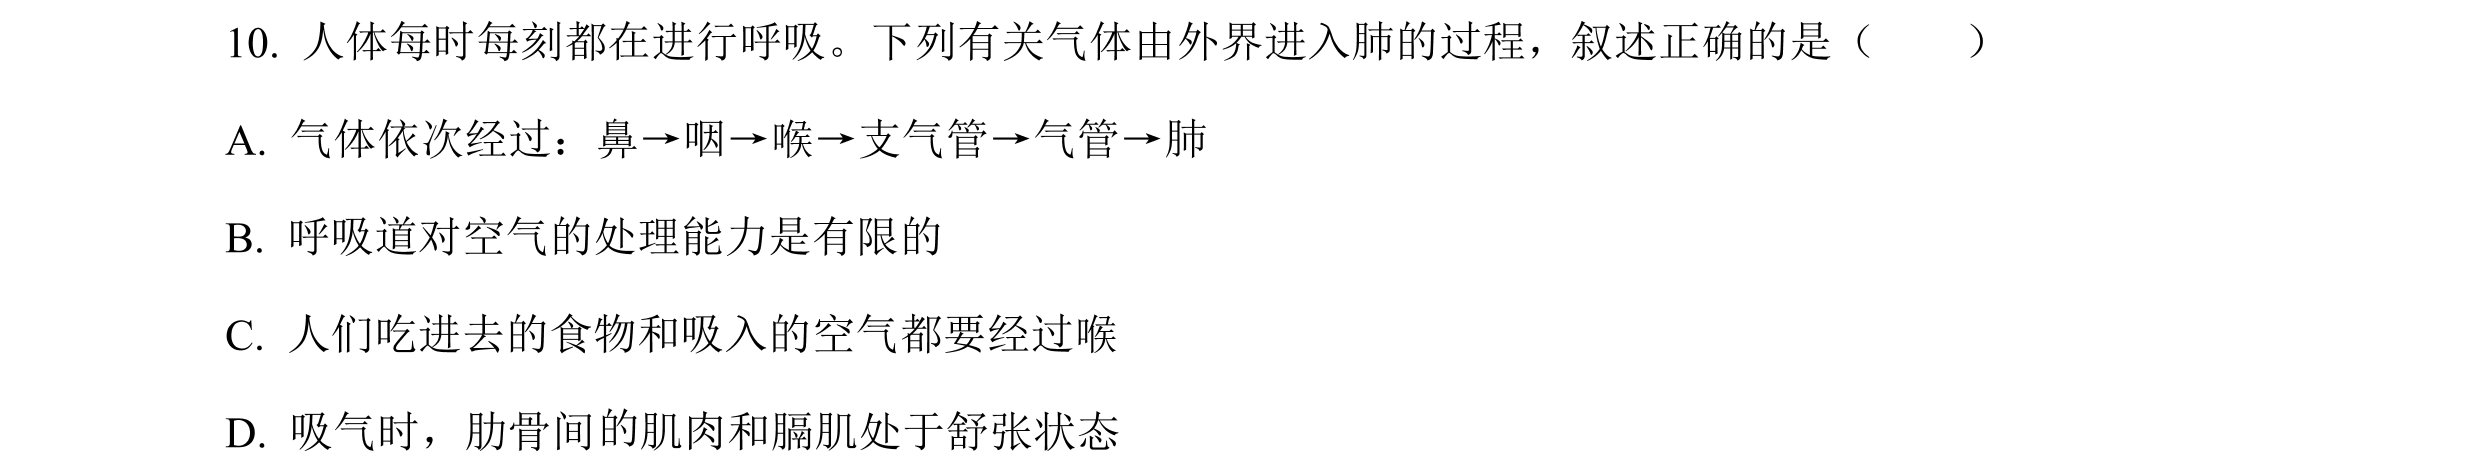 10. 人体每时每刻都在进行呼吸。下列有关气体由外界进入肺的过程，叙述正确的是（　　）
A. 气体依次经过：鼻→咽→喉→支气管→气管→肺
B. 呼吸道对空气的处理能力是有限的
C. 人们吃进去的食物和吸入的空气都要经过喉
D. 吸气时，肋骨间的肌肉和膈肌处于舒张状态